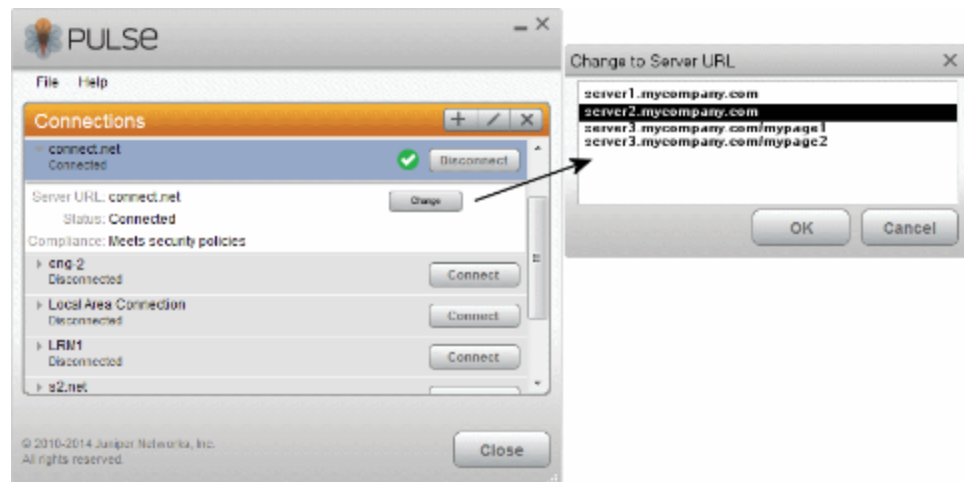 PULSE
File Help
Connections
connect.net
Connected
Disconnect
Server URL: connect.net
Change
Status: Connected
Compliance: Meets security policies
eng-2
Disconnected
Connect
Local Area Connection
Disconnected
Connect
LRM1
Disconnected
Connect
s2.net
© 2010-2014 Juniper Networks, Inc.
All rights reserved.
Close
Change to Server URL
server1.mycompany.com
server2.mycompany.com
server3.mycompany.com/mypage1
server3.mycompany.com/mypage2
OK Cancel